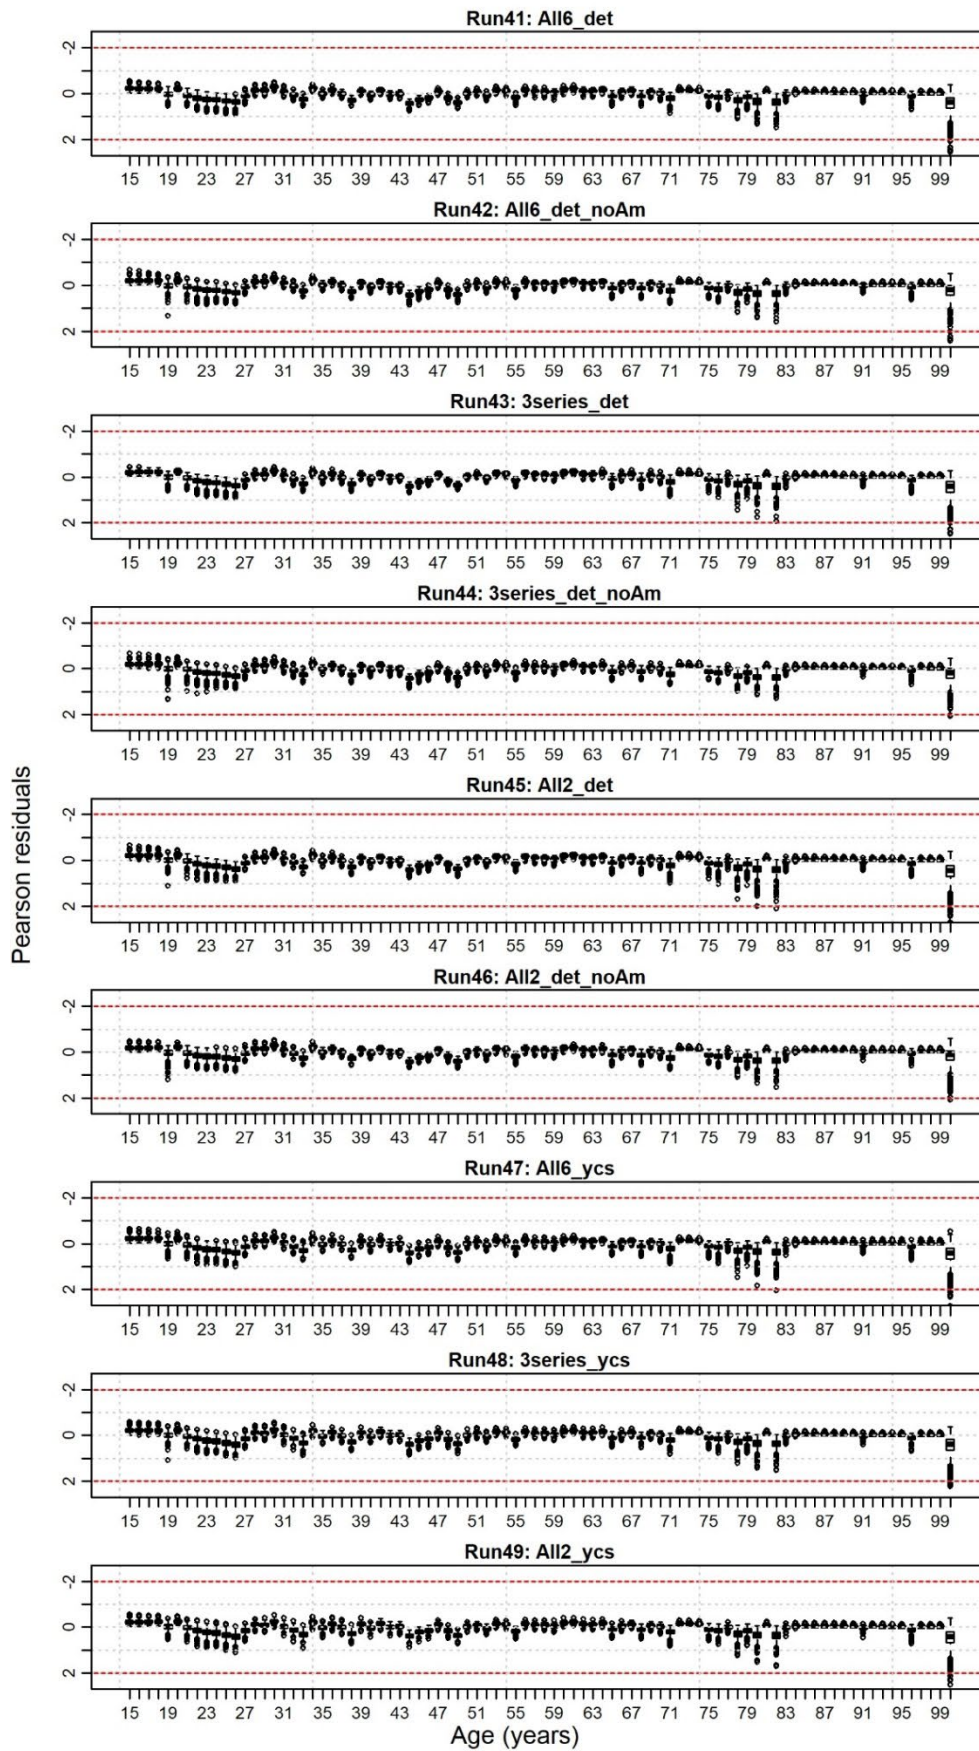 Run41: All6_det
-2
0
2
15 19 23 27 31 35 39 43 47 51 55 59 63 67 71 75 79 83 87 91 95 99
Run42: All6_det_noAm
-2
0
2
15 19 23 27 31 35 39 43 47 51 55 59 63 67 71 75 79 83 87 91 95 99
Run43: 3series_det
-2
0
2
15 19 23 27 31 35 39 43 47 51 55 59 63 67 71 75 79 83 87 91 95 99
Run44: 3series_det_noAm
-2
0
2
15 19 23 27 31 35 39 43 47 51 55 59 63 67 71 75 79 83 87 91 95 99
Pearson residuals
Run45: All2_det
-2
0
2
15 19 23 27 31 35 39 43 47 51 55 59 63 67 71 75 79 83 87 91 95 99
Run46: All2_det_noAm
-2
0
2
15 19 23 27 31 35 39 43 47 51 55 59 63 67 71 75 79 83 87 91 95 99
Run47: All6_ycs
-2
0
2
15 19 23 27 31 35 39 43 47 51 55 59 63 67 71 75 79 83 87 91 95 99
Run48: 3series_ycs
-2
0
2
15 19 23 27 31 35 39 43 47 51 55 59 63 67 71 75 79 83 87 91 95 99
Run49: All2_ycs
-2
0
2
15 19 23 27 31 35 39 43 47 51 55 59 63 67 71 75 79 83 87 91 95 99
Age (years)